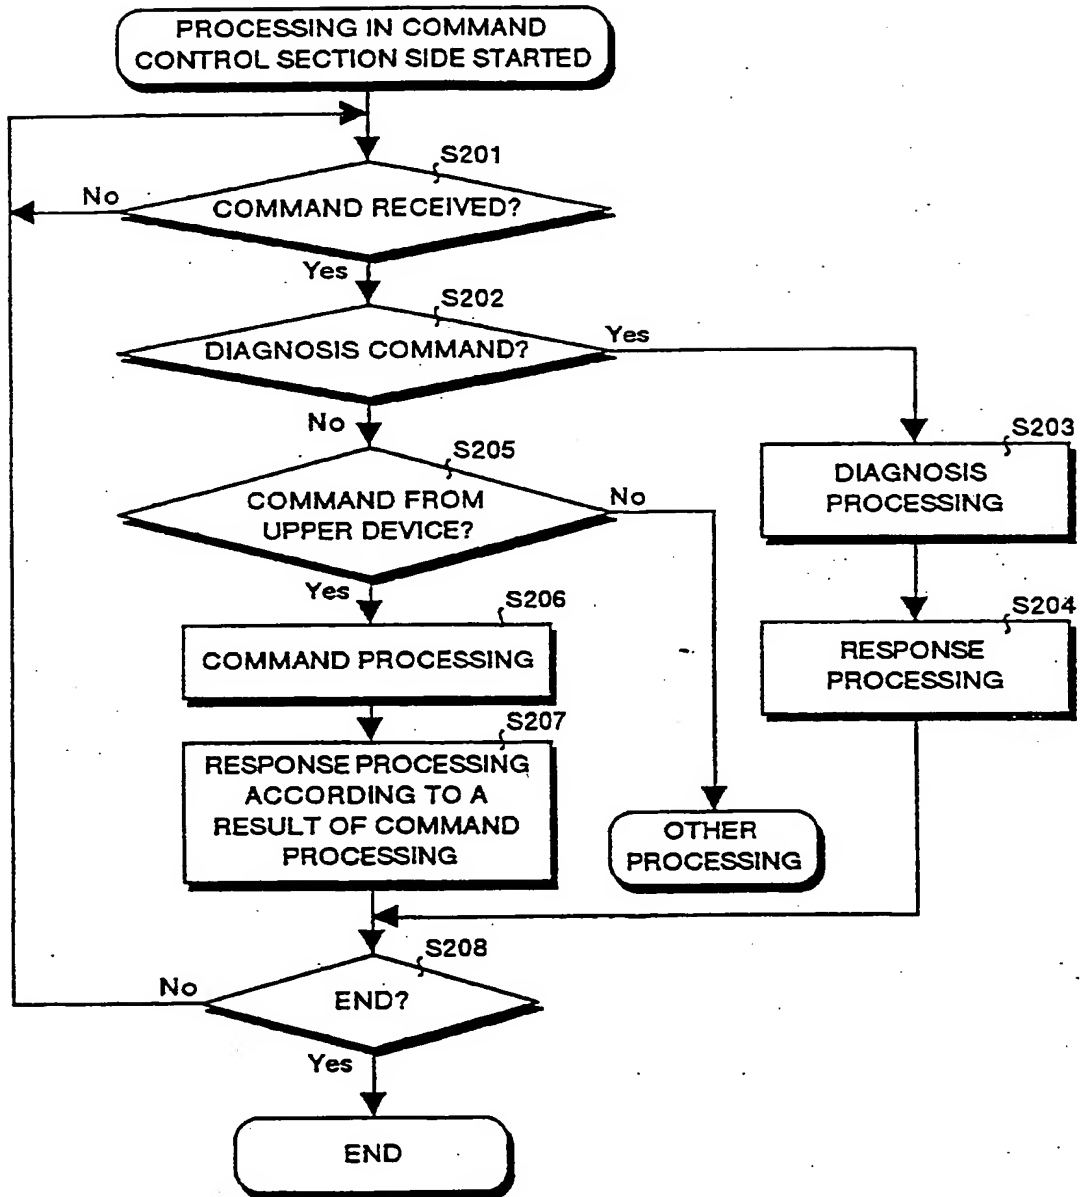 PROCESSING IN COMMAND
CONTROL SECTION SIDE STARTED
S201
No
COMMAND RECEIVED?
Yes
S202
Yes
DIAGNOSIS COMMAND?
No
S203
DIAGNOSIS
PROCESSING
S205
No
COMMAND FROM
UPPER DEVICE?
Yes
S206
COMMAND PROCESSING
S204
RESPONSE
PROCESSING
S207
RESPONSE PROCESSING
ACCORDING TO A
RESULT OF COMMAND
PROCESSING
OTHER
PROCESSING
S208
No
END?
Yes
END